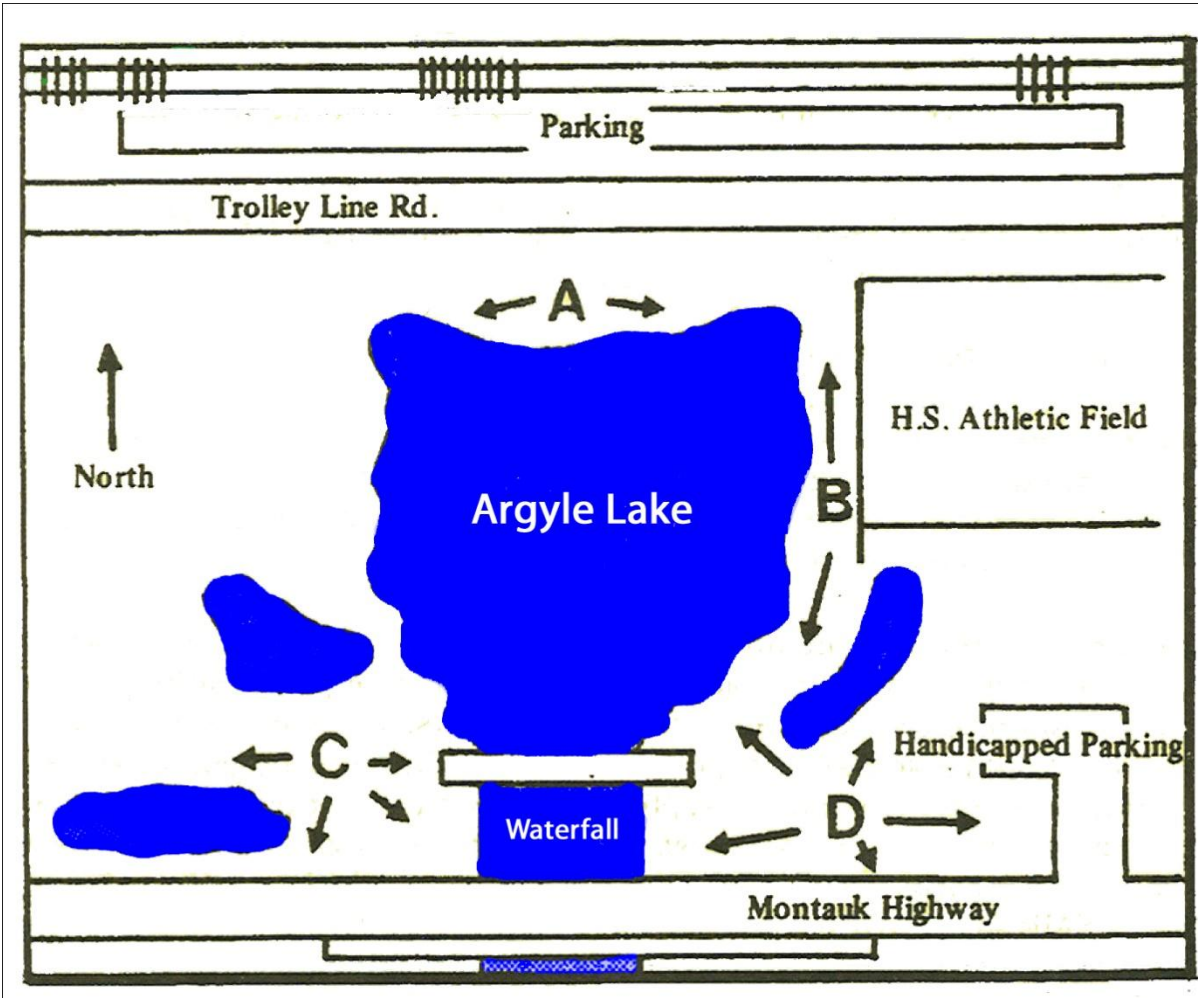 Parking
Trolley Line Rd.
A
H.S. Athletic Field
North
B
Argyle Lake
C
Handicapped Parking
D
Waterfall
Montauk Highway